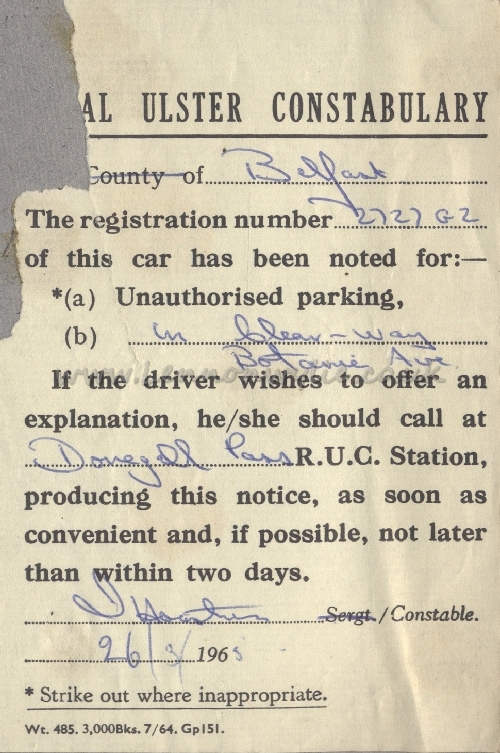 AL ULSTER CONSTABULARY
County of Belfast
The registration number 2727 GZ
of this car has been noted for:—
*(a) Unauthorised parking,
(b) in Clear-way
Botanic Ave
If the driver wishes to offer an
explanation, he/she should call at
Donegall Pass R.U.C. Station,
producing this notice, as soon as
convenient and, if possible, not later
than within two days.
Sergt./Constable.
26/3/1965
* Strike out where inappropriate.
Wt. 485. 3,000Bks. 7/64. Gp151.